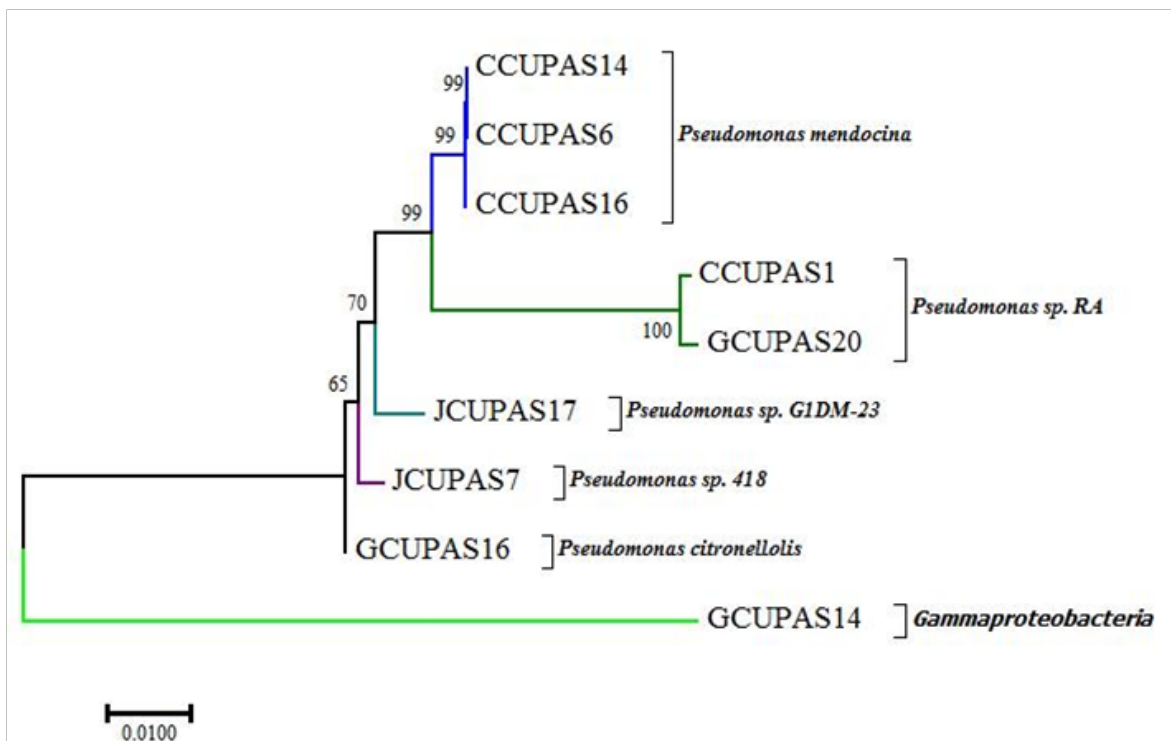 CCUPAS14
99
CCUPAS6
99
Pseudomonas mendocina
CCUPAS16
99
CCUPAS1
Pseudomonas sp. RA
100
GCUPAS20
70
65
JCUPAS17
Pseudomonas sp. G1DM-23
JCUPAS7
Pseudomonas sp. 418
GCUPAS16
Pseudomonas citronellolis
GCUPAS14
Gammaproteobacteria
0.0100